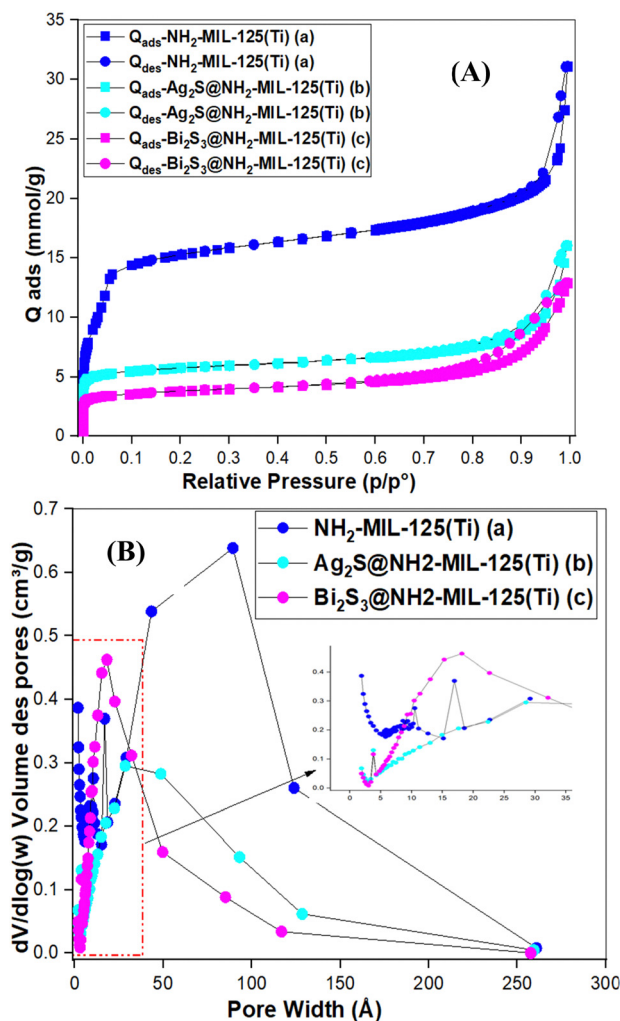 (A)
Qads-NH2-MIL-125(Ti) (a)
Qdes-NH2-MIL-125(Ti) (a)
Qads-Ag2S@NH2-MIL-125(Ti) (b)
Qdes-Ag2S@NH2-MIL-125(Ti) (b)
Qads-Bi2S3@NH2-MIL-125(Ti) (c)
Qdes-Bi2S3@NH2-MIL-125(Ti) (c)
Q ads (mmol/g)
35
30
25
20
15
10
5
0
0.0 0.1 0.2 0.3 0.4 0.5 0.6 0.7 0.8 0.9 1.0
Relative Pressure (p/p°)
(B)
NH2-MIL-125(Ti) (a)
Ag2S@NH2-MIL-125(Ti) (b)
Bi2S3@NH2-MIL-125(Ti) (c)
dV/dlog(w) Volume des pores (cm³/g)
0.7
0.6
0.5
0.4
0.3
0.2
0.1
0.0
0.4
0.3
0.2
0.1
0.0
0 5 10 15 20 25 30 35
0 50 100 150 200 250 300
Pore Width (Å)